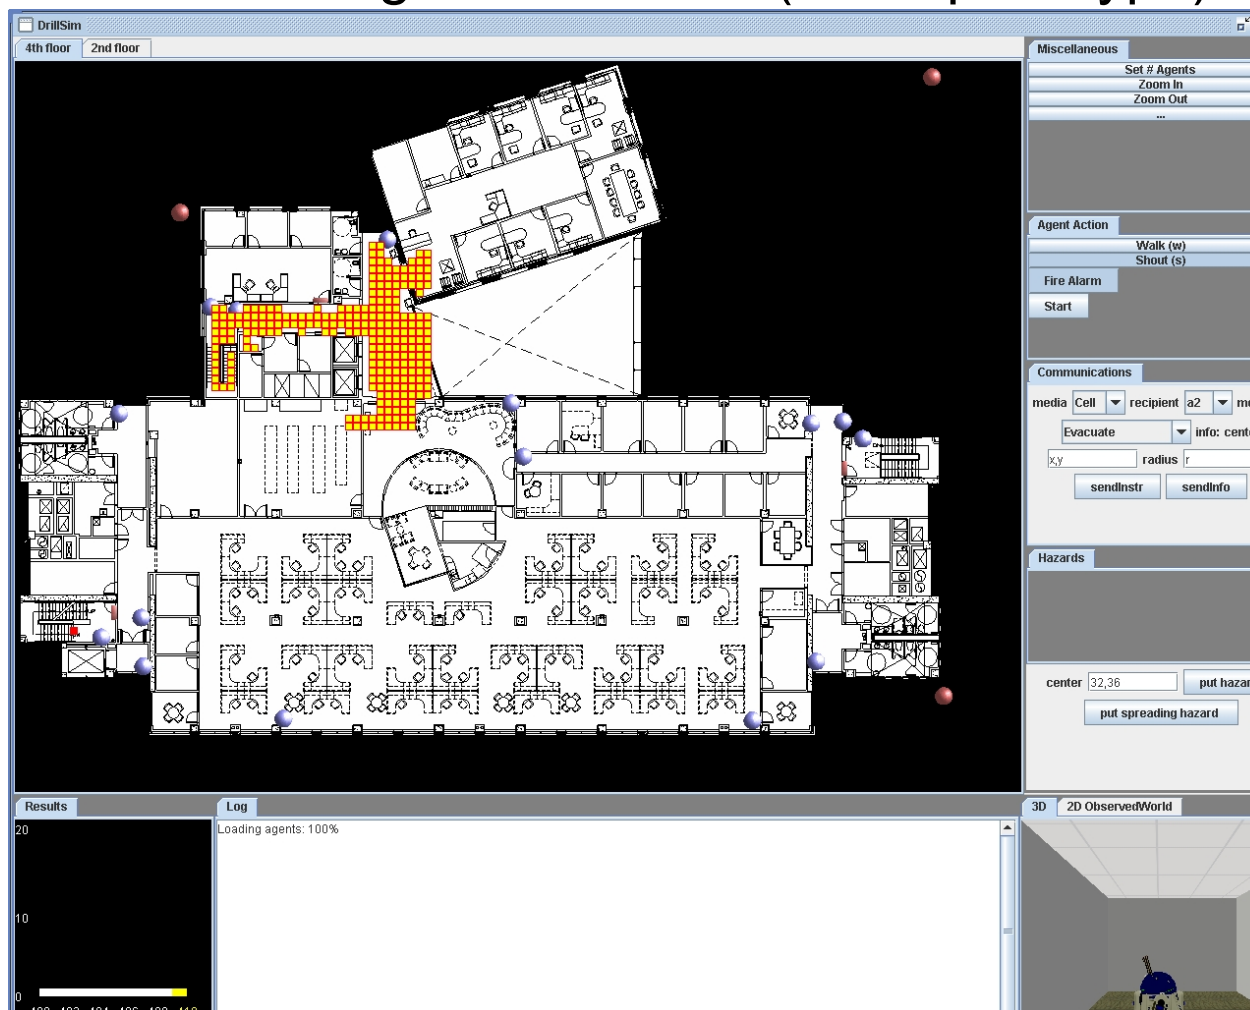 DrillSim
4th floor 2nd floor
Miscellaneous
Set # Agents
Zoom In
Zoom Out
...
Agent Action
Walk (w)
Shout (s)
Fire Alarm
Start
Communications
media Cell recipient a2
Evacuate info:
x,y radius r
sendInstr sendInfo
Hazards
center 32,36 put
put spreading hazard
Results Log 3D 2D ObservedWorld
20
Loading agents: 100%
10
0